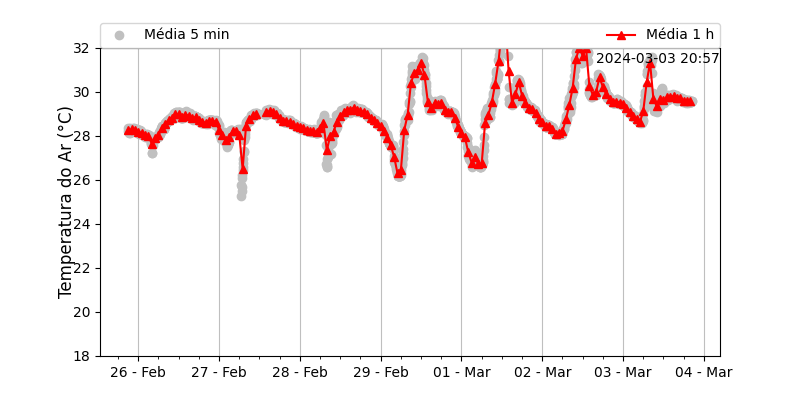 Média 5 min
Média 1 h
2024-03-03 20:57
Temperatura do Ar (°C)
32
30
28
26
24
22
20
18
26 - Feb
27 - Feb
28 - Feb
29 - Feb
01 - Mar
02 - Mar
03 - Mar
04 - Mar